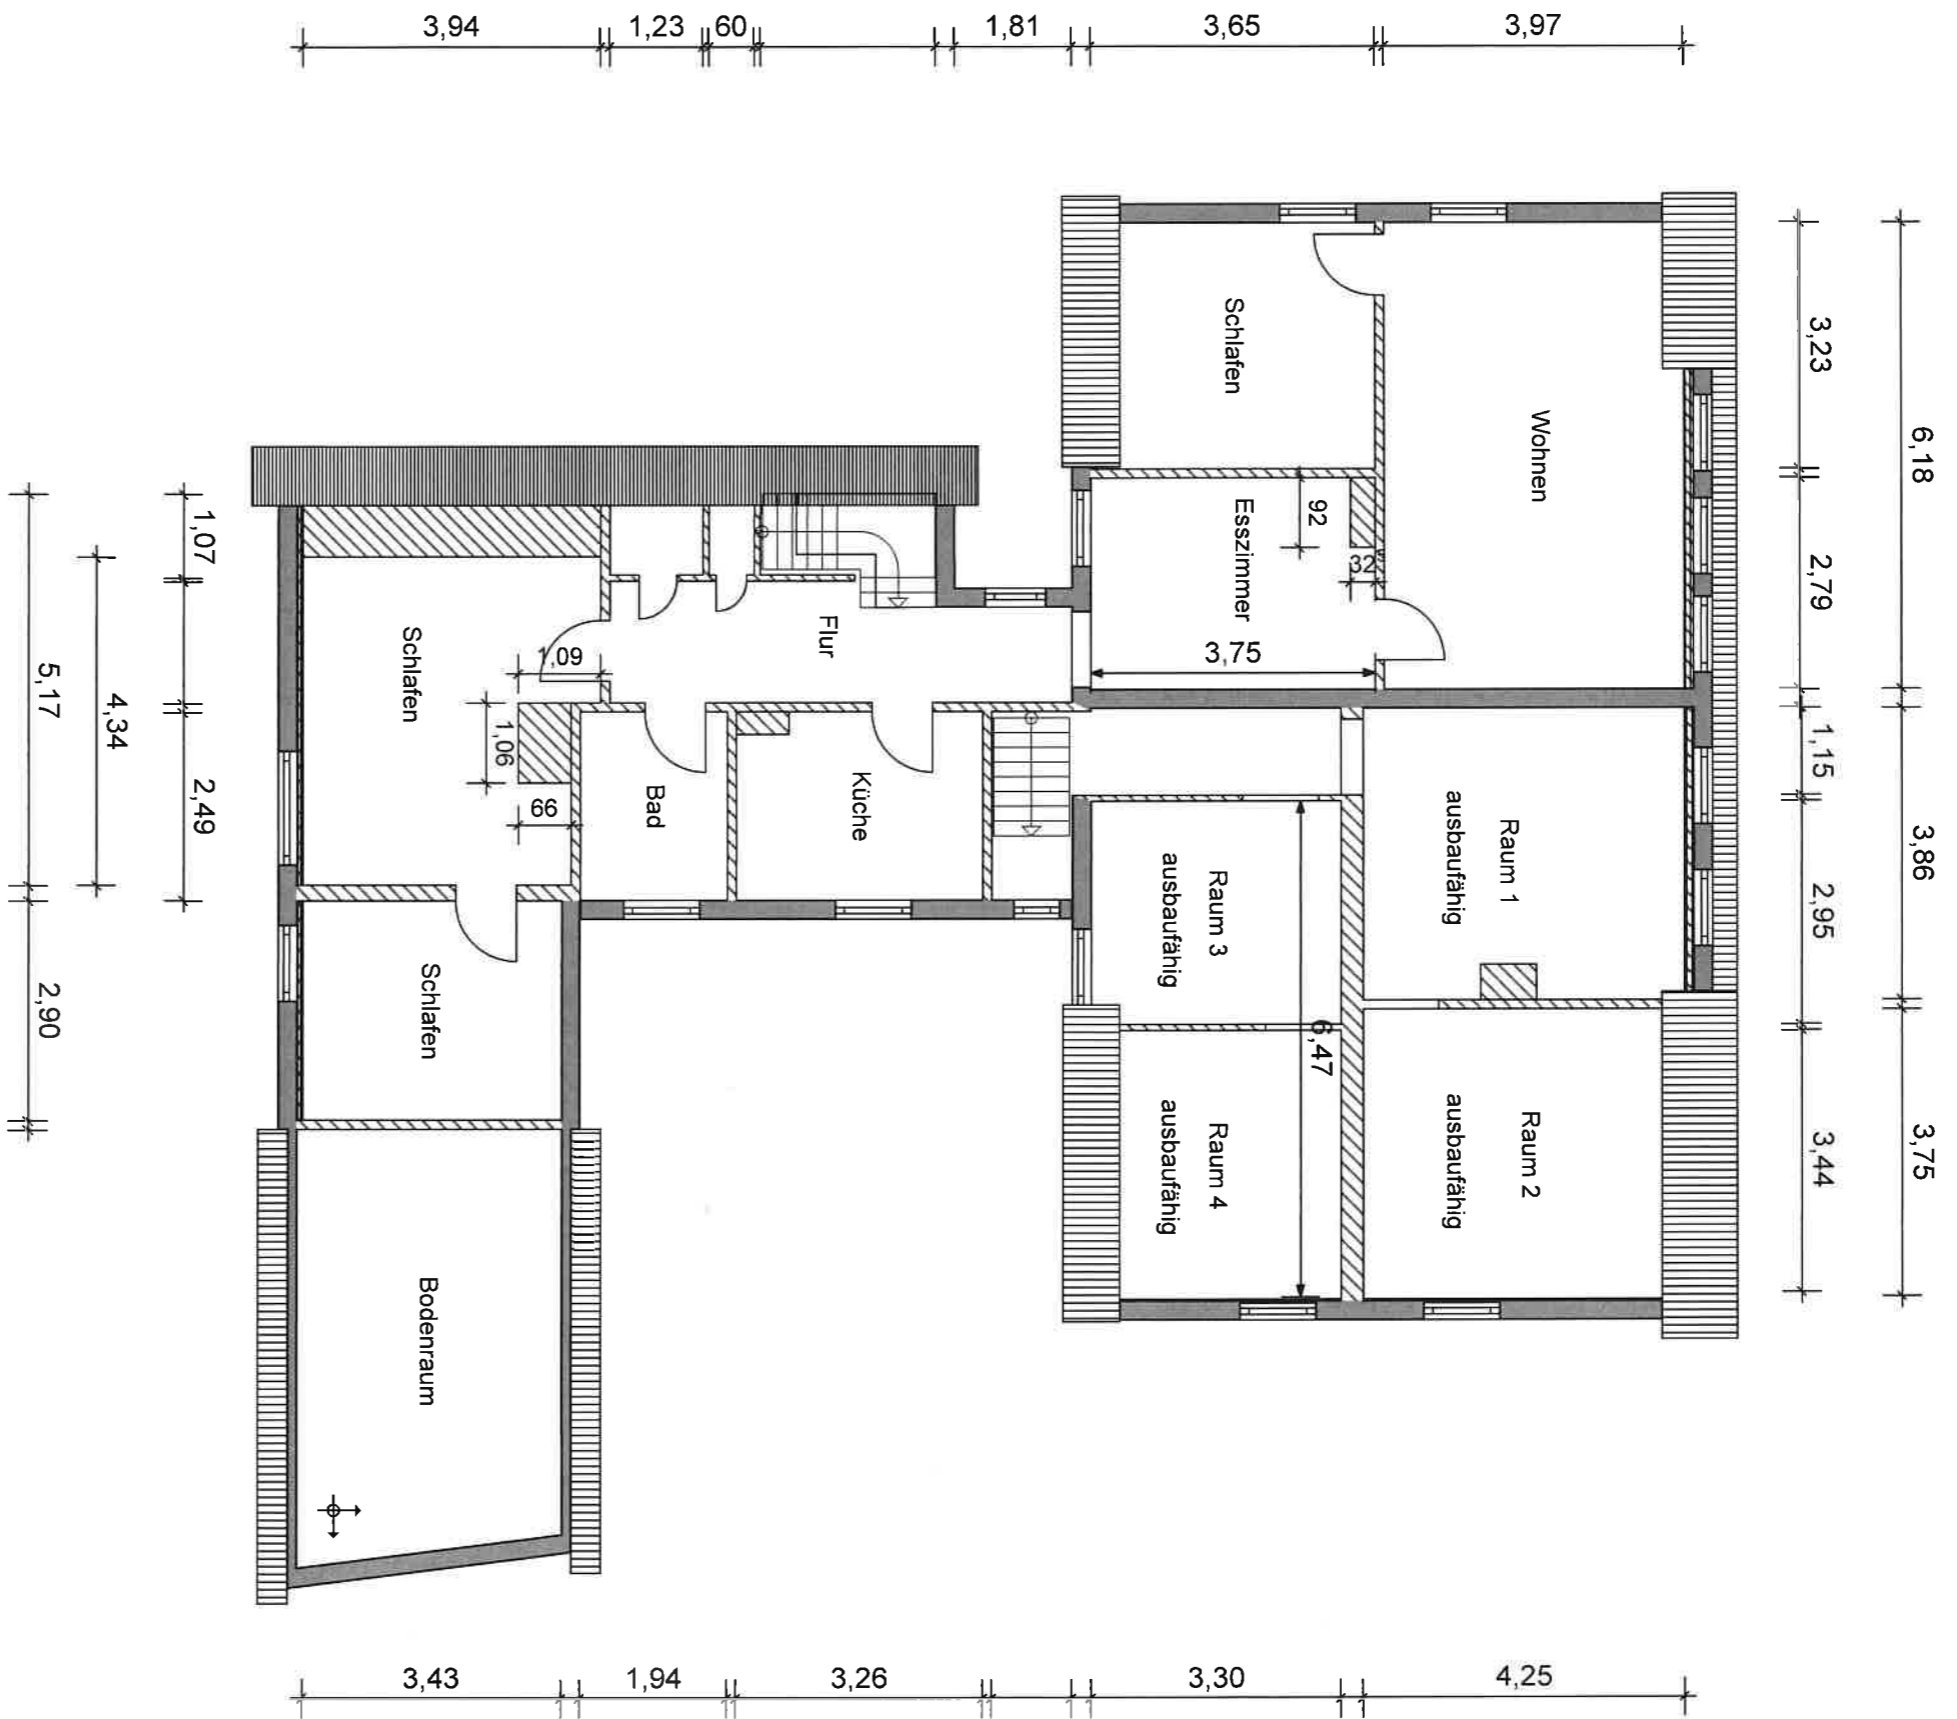 3,94
1,23
60
1,81
3,65
3,97
Schlafen
Wohnen
Esszimmer
92
32
3,75
3,23
6,18
2,79
1,15
3,86
2,95
3,75
3,44
1,07
5,17
4,34
2,49
2,90
Schlafen
1,09
1,06
66
Flur
Bad
Küche
Raum 1
ausbaufähig
Raum 3
ausbaufähig
6,47
Raum 2
ausbaufähig
Raum 4
ausbaufähig
Schlafen
Bodenraum
3,43
1,94
3,26
3,30
4,25